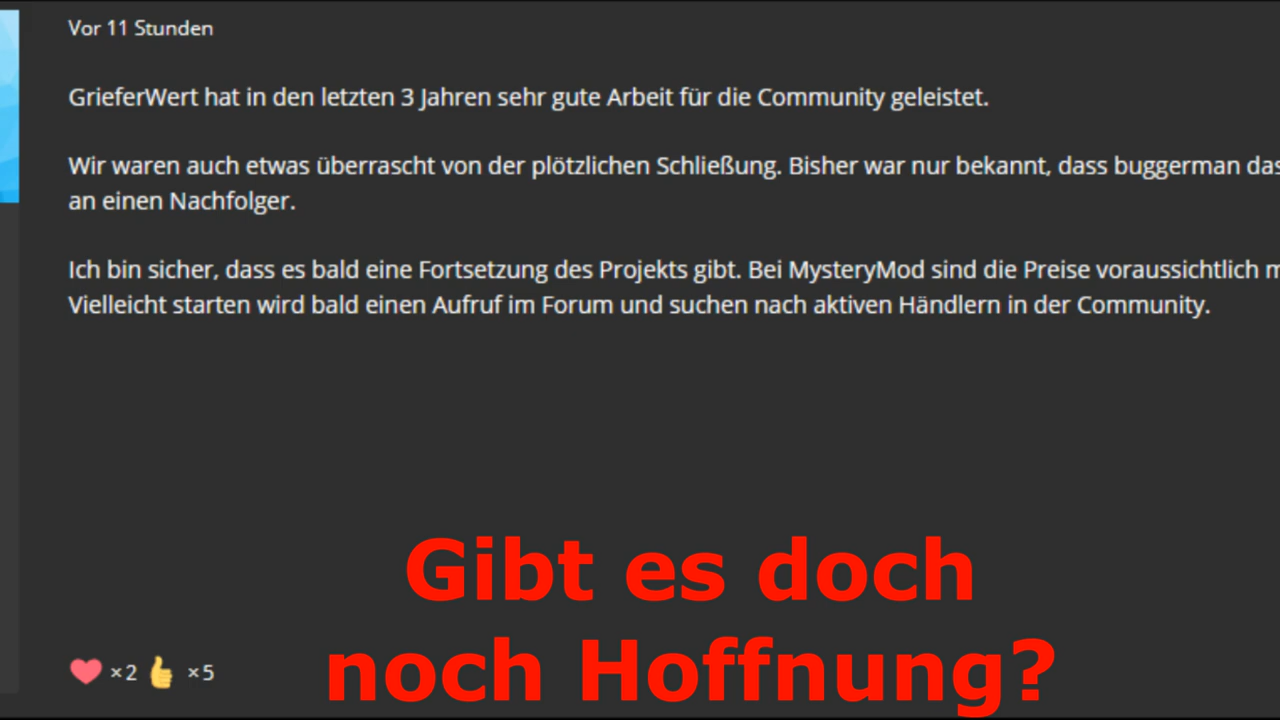 Vor 11 Stunden
GrieferWert hat in den letzten 3 Jahren sehr gute Arbeit für die Community geleistet.
Wir waren auch etwas überrascht von der plötzlichen Schließung. Bisher war nur bekannt, dass buggerman das
an einen Nachfolger.
Ich bin sicher, dass es bald eine Fortsetzung des Projekts gibt. Bei MysteryMod sind die Preise voraussichtlich
Vielleicht starten wird bald einen Aufruf im Forum und suchen nach aktiven Händlern in der Community.
Gibt es doch
noch Hoffnung?
×2 ×5